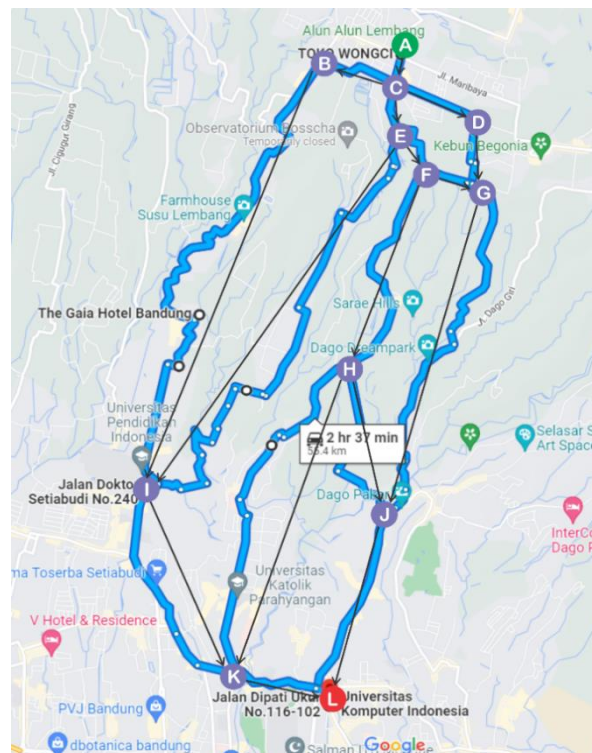 Alun Alun Lembang
A
TOKO WONGCI
B
C
Jl. Maribaya
D
E
Observatorium Bosscha
Temporarily closed
Kebun Begonia
F
G
Jl. Cigugur Girang
Farmhouse
Susu Lembang
Sarae Hills
The Gaia Hotel Bandung
Jl. Dago Giri
Dago Dreampark
H
Universitas
Pendidikan
Indonesia
2 hr 37 min
55.4 km
Selasar S
Art Space
Jalan Dokto
Setiabudi No.240
I
Dago Pa
J
InterCo
Dago P
ma Toserba Setiabudi
Universitas
Katolik
Parahyangan
V Hotel & Residence
K
Jalan Dipati Ukur
No.116-102
L
Universitas
Komputer Indonesia
PVJ Bandung
dbotanica bandung
Salman
Google